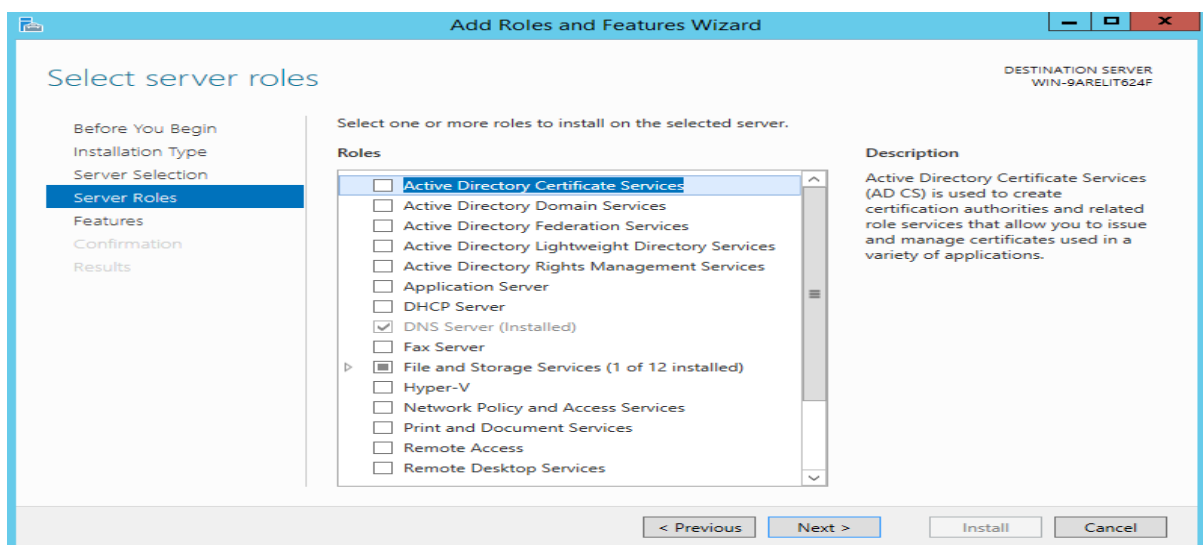 Add Roles and Features Wizard
Select server roles
DESTINATION SERVER
WIN-9ARELIT624F
Before You Begin
Installation Type
Server Selection
Server Roles
Features
Confirmation
Results
Select one or more roles to install on the selected server.
Roles
Active Directory Certificate Services
Active Directory Domain Services
Active Directory Federation Services
Active Directory Lightweight Directory Services
Active Directory Rights Management Services
Application Server
DHCP Server
DNS Server (Installed)
Fax Server
File and Storage Services (1 of 12 installed)
Hyper-V
Network Policy and Access Services
Print and Document Services
Remote Access
Remote Desktop Services
Description
Active Directory Certificate Services
(AD CS) is used to create
certification authorities and related
role services that allow you to issue
and manage certificates used in a
variety of applications.
< Previous
Next >
Install
Cancel